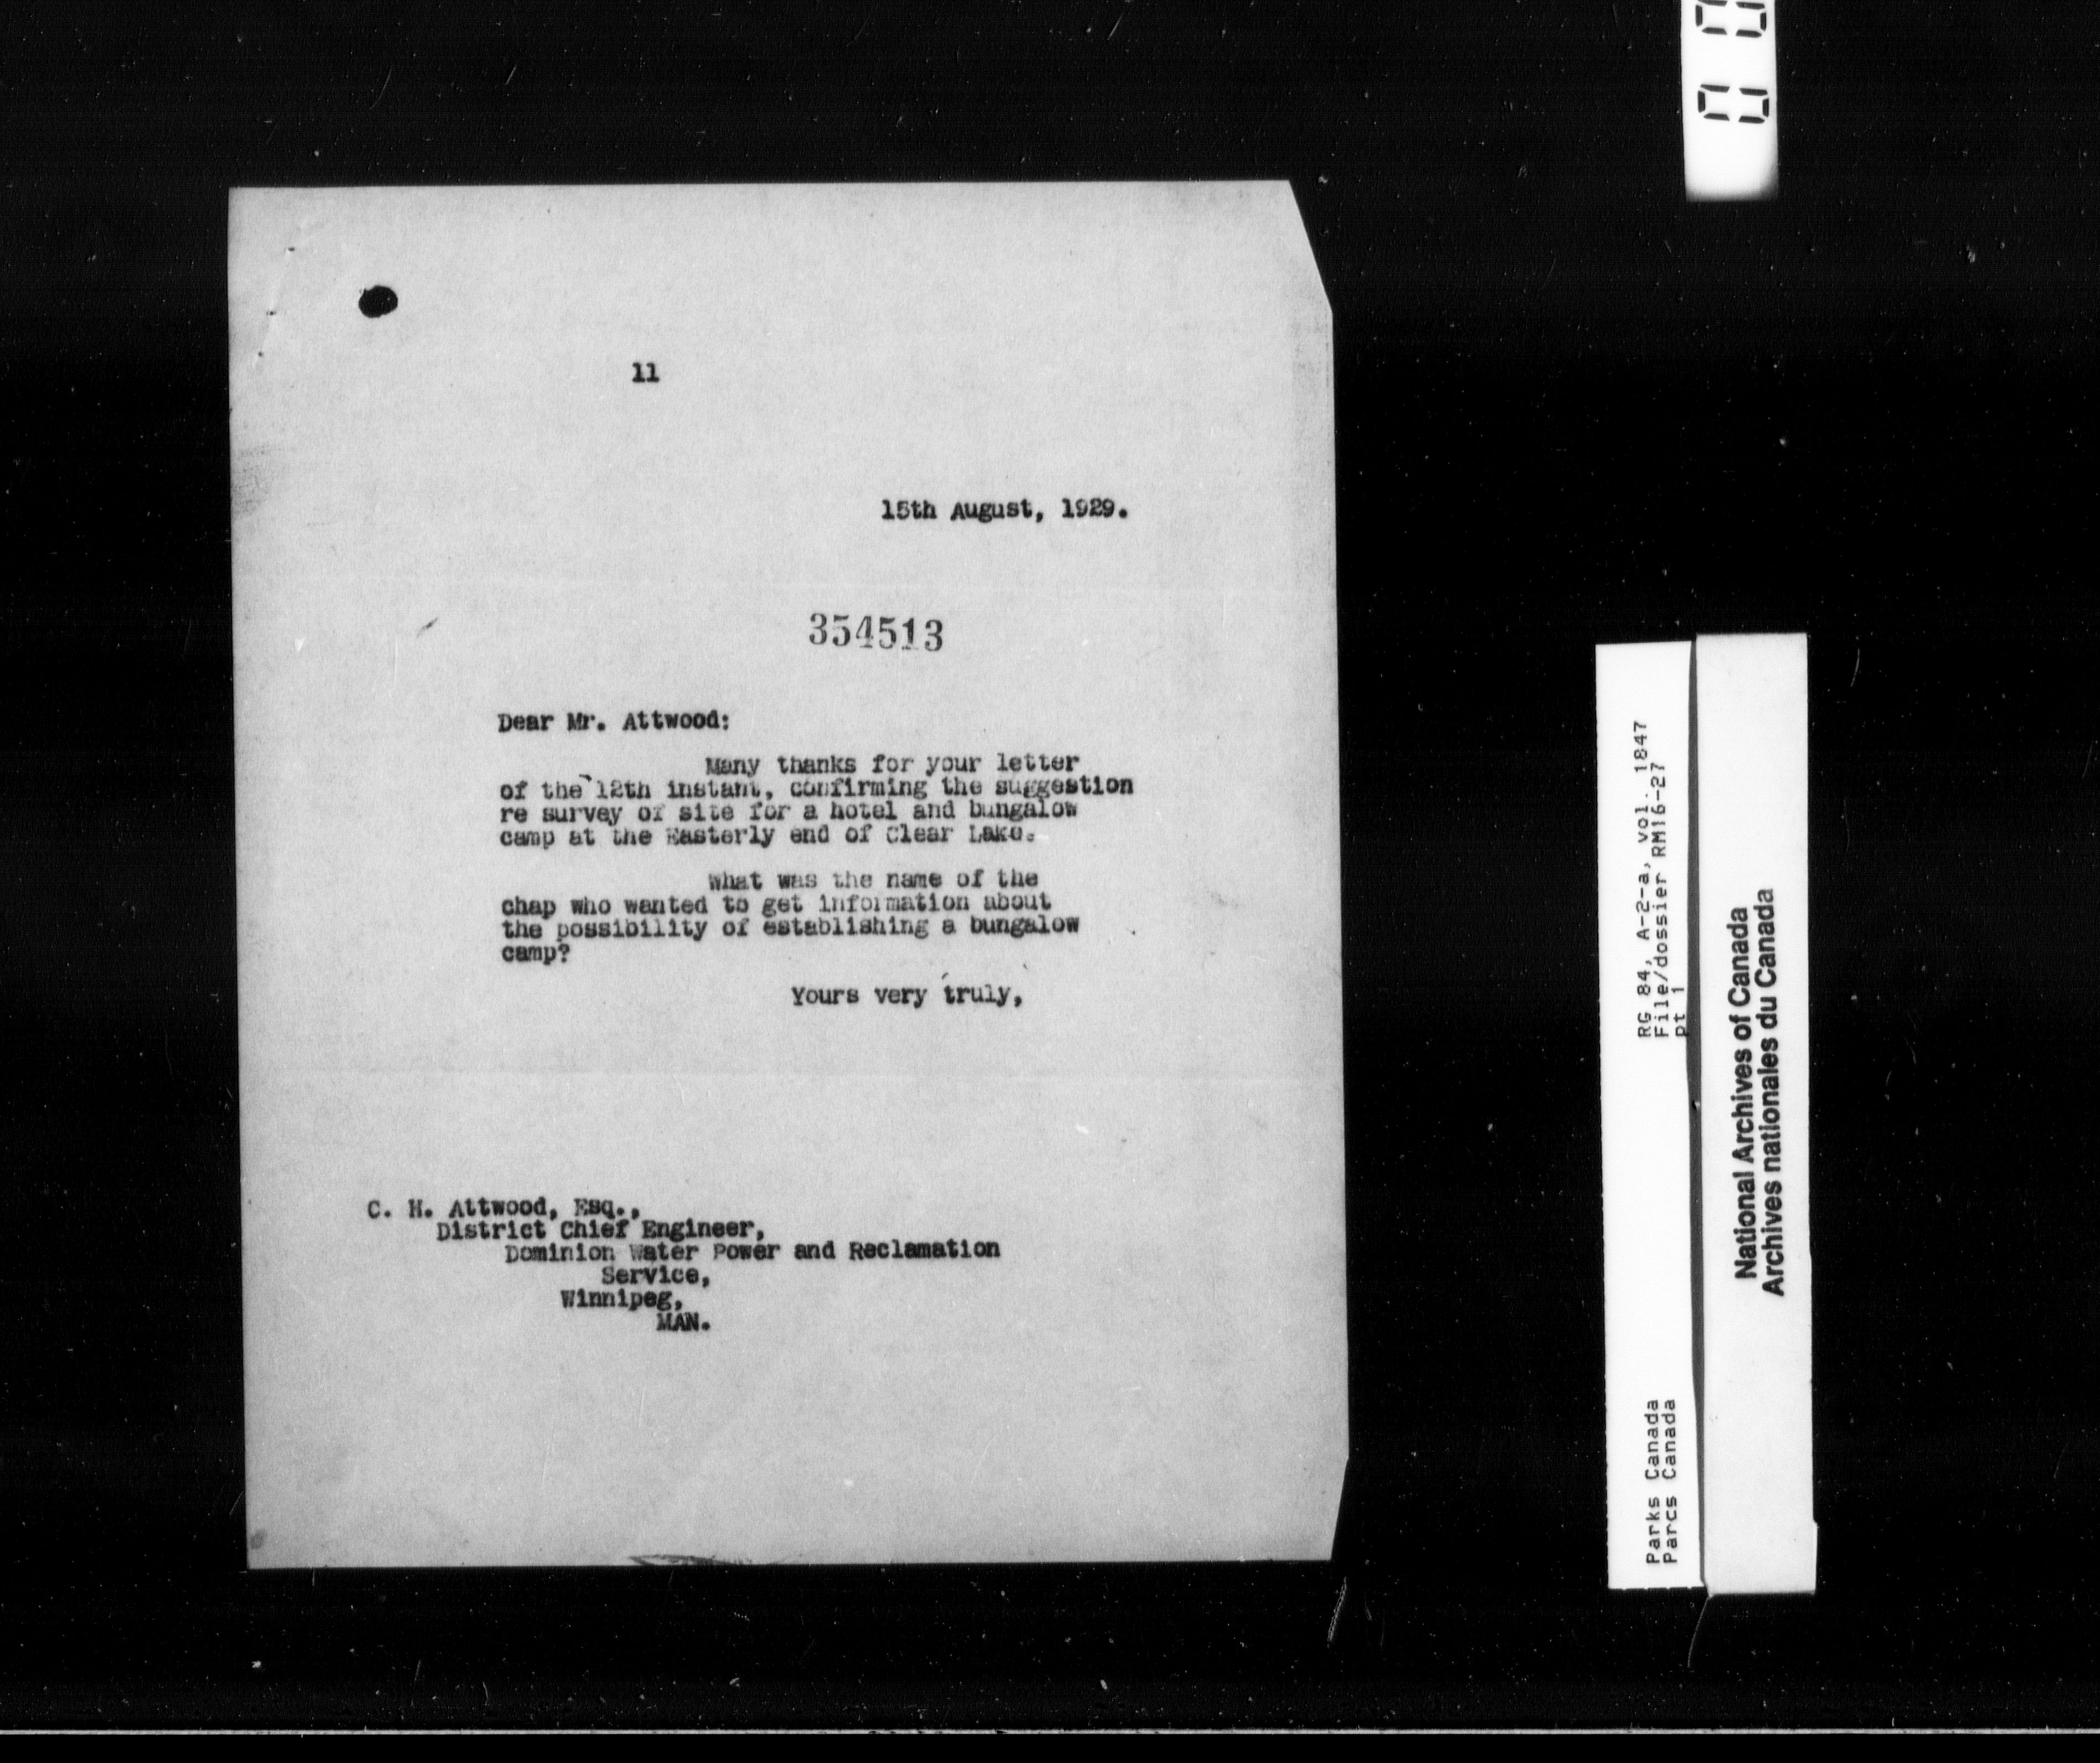 11
15th August, 1929.
354513
Dear Mr. Attwood:
Many thanks for your letter
of the 12th instant, confirming the suggestion
re survey of site for a hotel and bungalow
camp at the Easterly end of Clear Lake.
What was the name of the
chap who wanted to get information about
the possibility of establishing a bungalow
camp?
Yours very truly,
C. H. Attwood, Esq.,
District Chief Engineer,
Dominion Water Power and Reclamation
Service,
Winnipeg,
MAN.
RG 84, A-2-a, vol. 1847
File/dossier RM16-27
pt 1
Parks Canada
Parcs Canada
National Archives of Canada
Archives nationales du Canada